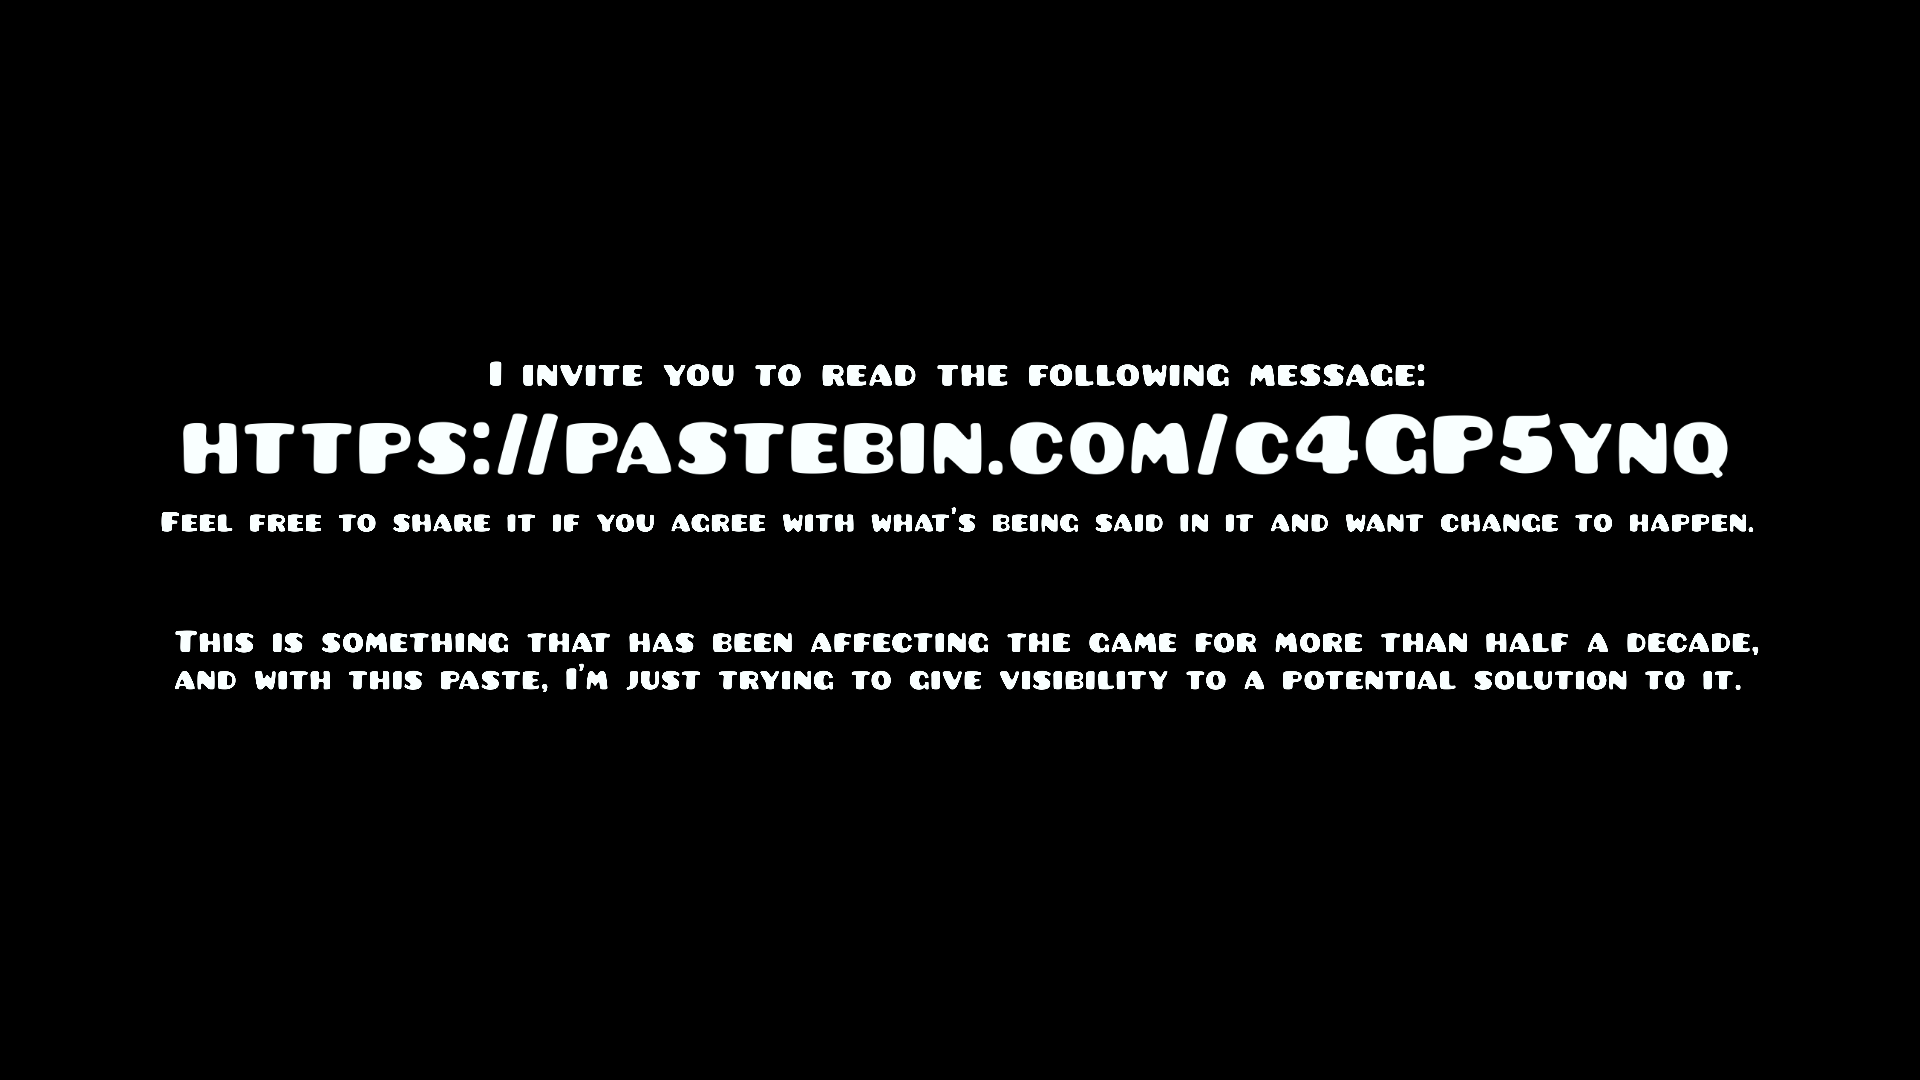 I invite you to read the following message:
https://pastebin.com/c4GP5ynq
Feel free to share it if you agree with what's being said in it and want change to happen.
This is something that has been affecting the game for more than half a decade,
and with this paste, I'm just trying to give visibility to a potential solution to it.